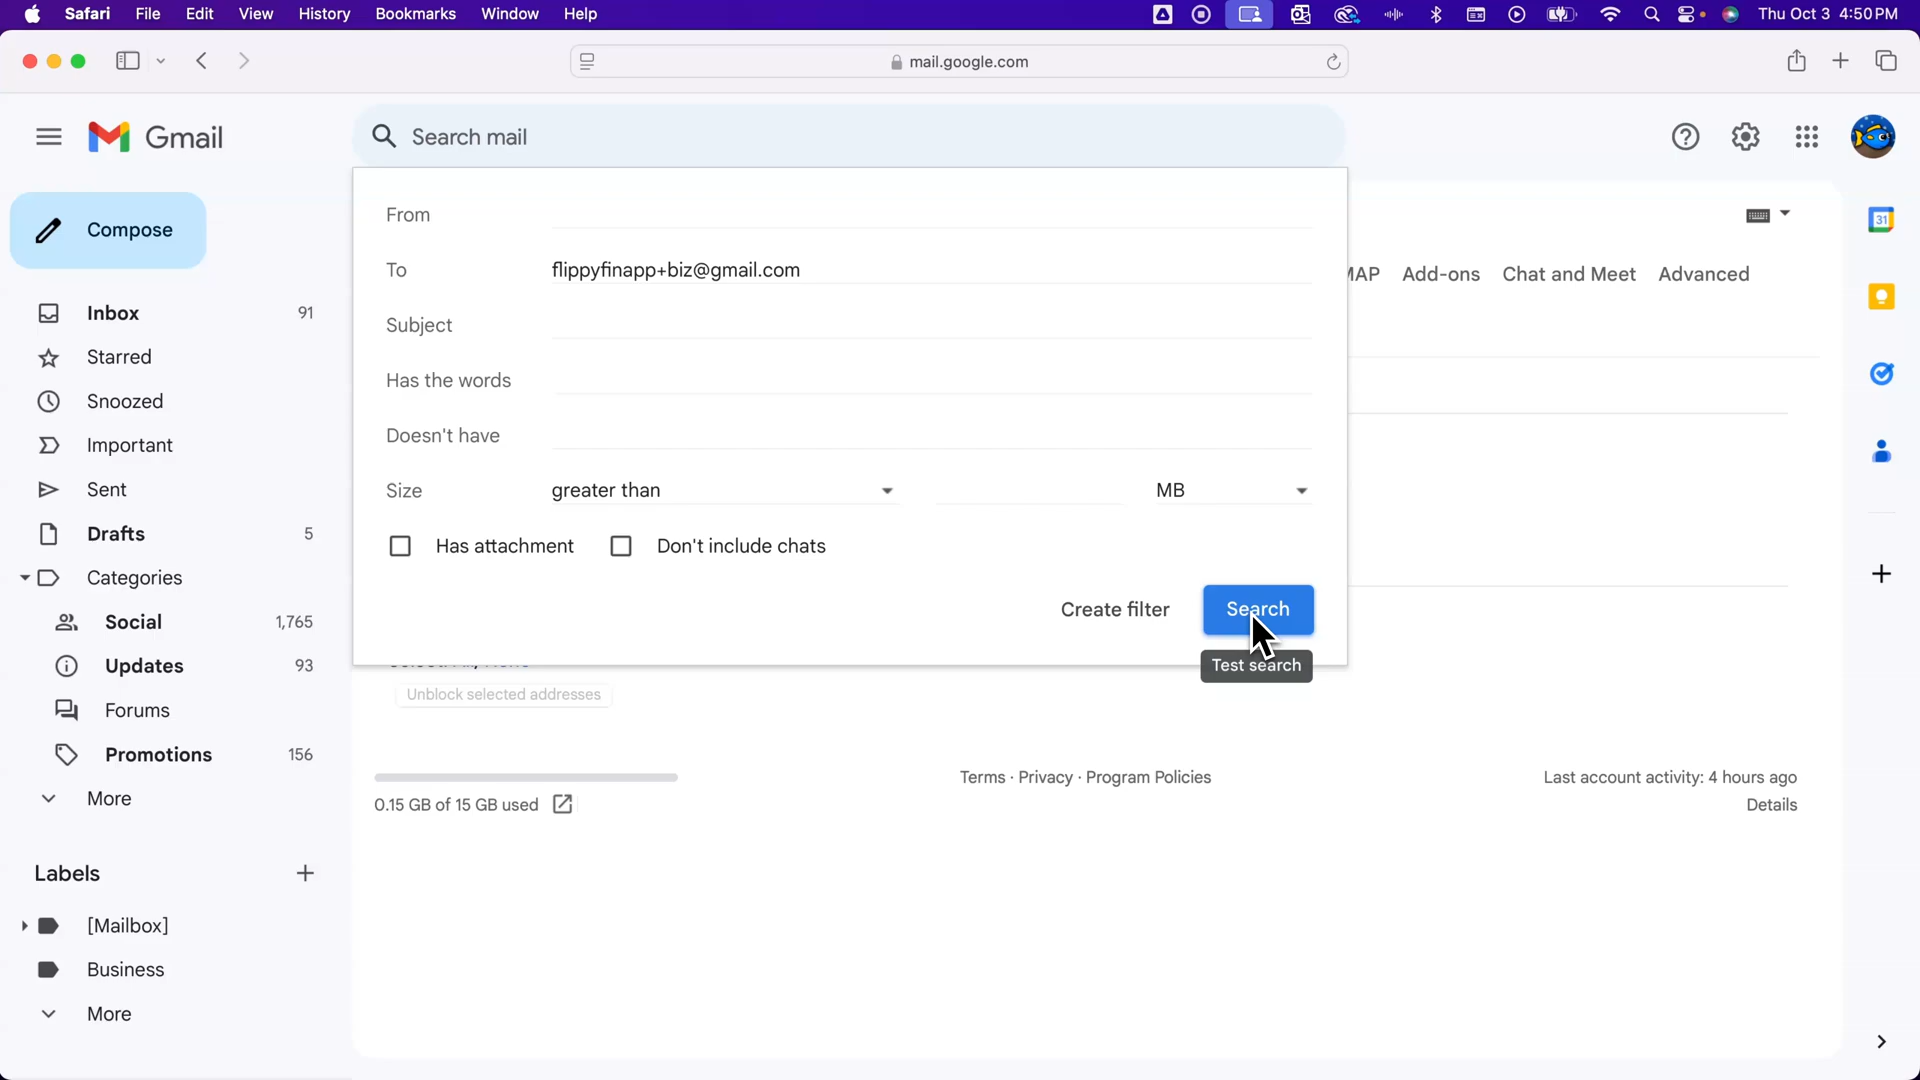 Safari File Edit View History Bookmarks Window Help Thu Oct 3 4:50 PM
mail.google.com
Gmail Search mail
Compose
Inbox 91
Starred
Snoozed
Important
Sent
Drafts 5
Categories
Social 1,765
Updates 93
Forums
Promotions 156
More
Labels
[Mailbox]
Business
More
From
To flippyfinapp+biz@gmail.com
Subject
Has the words
Doesn't have
Size greater than MB
Has attachment Don't include chats
Create filter Search
Test search
Add-ons Chat and Meet Advanced
Unblock selected addresses
0.15 GB of 15 GB used
Terms · Privacy · Program Policies
Last account activity: 4 hours ago
Details
31